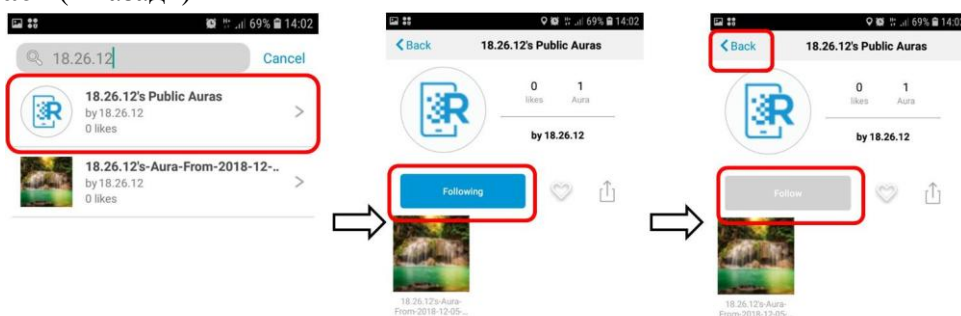 69% 14:02
18.26.12
Cancel
18.26.12's Public Auras
by 18.26.12
0 likes
18.26.12's-Aura-From-2018-12-..
by 18.26.12
0 likes
69% 14:02
Back
18.26.12's Public Auras
0
1
likes
Aura
by 18.26.12
Following
18.26.12's-Aura-
From-2018-12-05-...
69% 14:02
Back
18.26.12's Public Auras
0
1
likes
Aura
by 18.26.12
Follow
18.26.12's-Aura-
From-2018-12-05-...